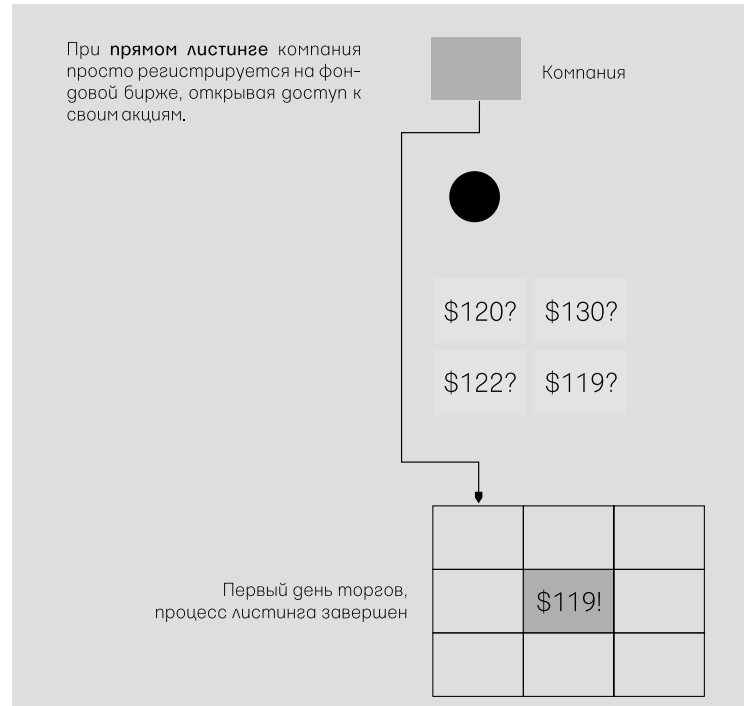 При прямом листинге компания
просто регистрируется на фон-
довой бирже, открывая доступ к
своим акциям.
Компания
$120? $130?
$122? $119?
Первый день торгов,
процесс листинга завершен
$119!